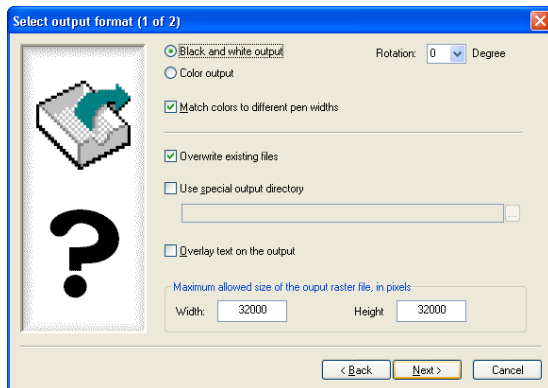 Select output format (1 of 2)
Black and white output
Rotation: 0 Degree
Color output
Match colors to different pen widths
Overwrite existing files
Use special output directory
...
Overlay text on the output
Maximum allowed size of the ouput raster file, in pixels
Width: 32000 Height 32000
< Back Next > Cancel